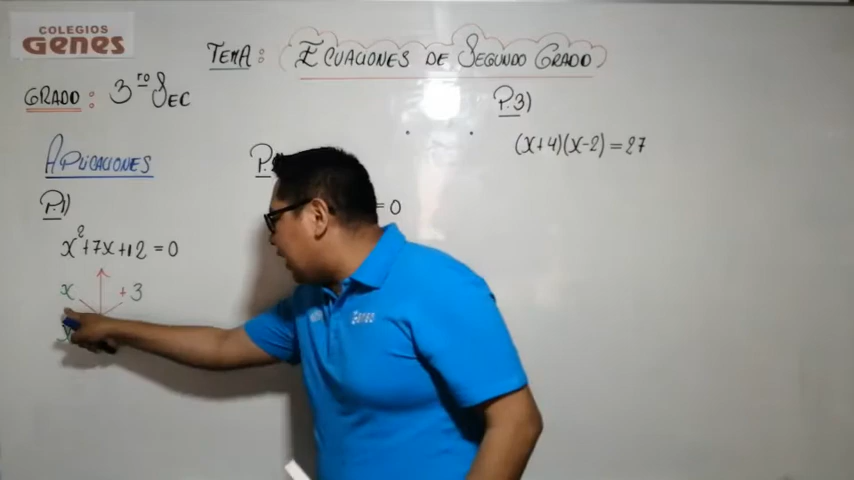 COLEGIOS
Genes
TEMA: ECUACIONES DE SEGUNDO GRADO
GRADO: 3ro SEC
P.3)
(x+4)(x-2)=27
APLICACIONES
P.1)
P
= 0
x²+7x+12=0
x +3
x
Genes